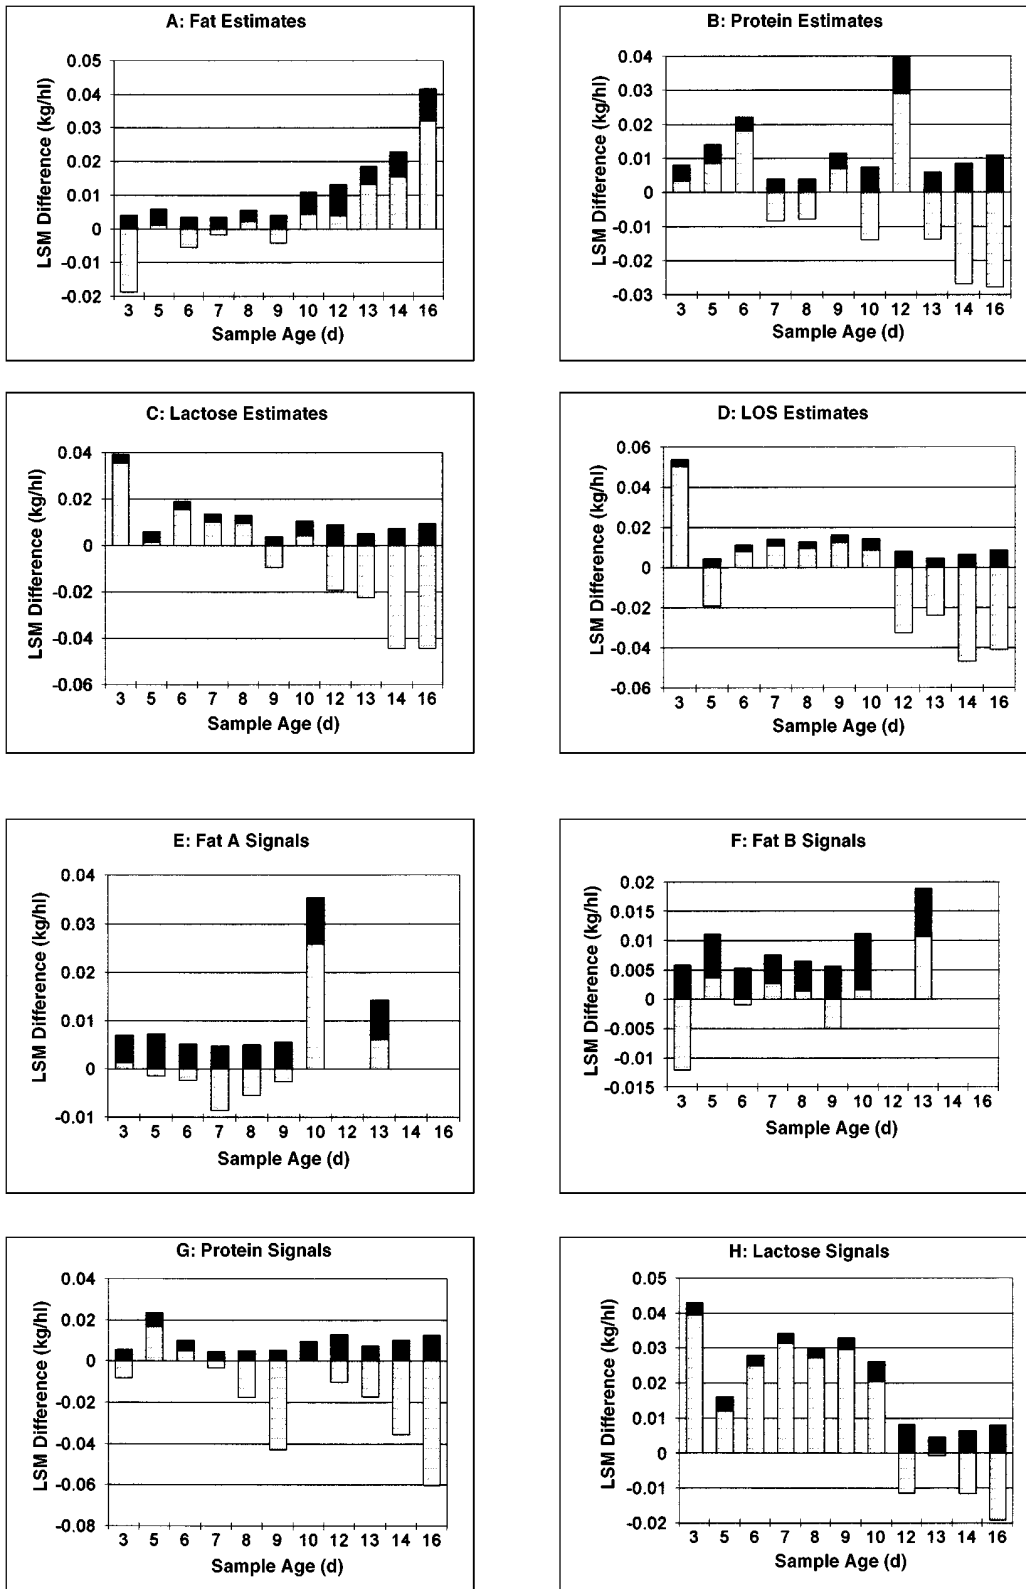 A: Fat Estimates
LSM Difference (kg/hl)
0.05
0.04
0.03
0.02
0.01
0
-0.01
-0.02
3 5 6 7 8 9 10 12 13 14 16
Sample Age (d)
B: Protein Estimates
LSM Difference (kg/hl)
0.04
0.03
0.02
0.01
0
-0.01
-0.02
-0.03
3 5 6 7 8 9 10 12 13 14 16
Sample Age (d)
C: Lactose Estimates
LSM Difference (kg/hl)
0.04
0.02
0
-0.02
-0.04
-0.06
3 5 6 7 8 9 10 12 13 14 16
Sample Age (d)
D: LOS Estimates
LSM Difference (kg/hl)
0.06
0.04
0.02
0
-0.02
-0.04
-0.06
3 5 6 7 8 9 10 12 13 14 16
Sample Age (d)
E: Fat A Signals
LSM Difference (kg/hl)
0.04
0.03
0.02
0.01
0
-0.01
3 5 6 7 8 9 10 12 13 14 16
Sample Age (d)
F: Fat B Signals
LSM Difference (kg/hl)
0.02
0.015
0.01
0.005
0
-0.005
-0.01
-0.015
3 5 6 7 8 9 10 12 13 14 16
Sample Age (d)
G: Protein Signals
LSM Difference (kg/hl)
0.04
0.02
0
-0.02
-0.04
-0.06
-0.08
3 5 6 7 8 9 10 12 13 14 16
Sample Age (d)
H: Lactose Signals
LSM Difference (kg/hl)
0.05
0.04
0.03
0.02
0.01
0
-0.01
-0.02
3 5 6 7 8 9 10 12 13 14 16
Sample Age (d)